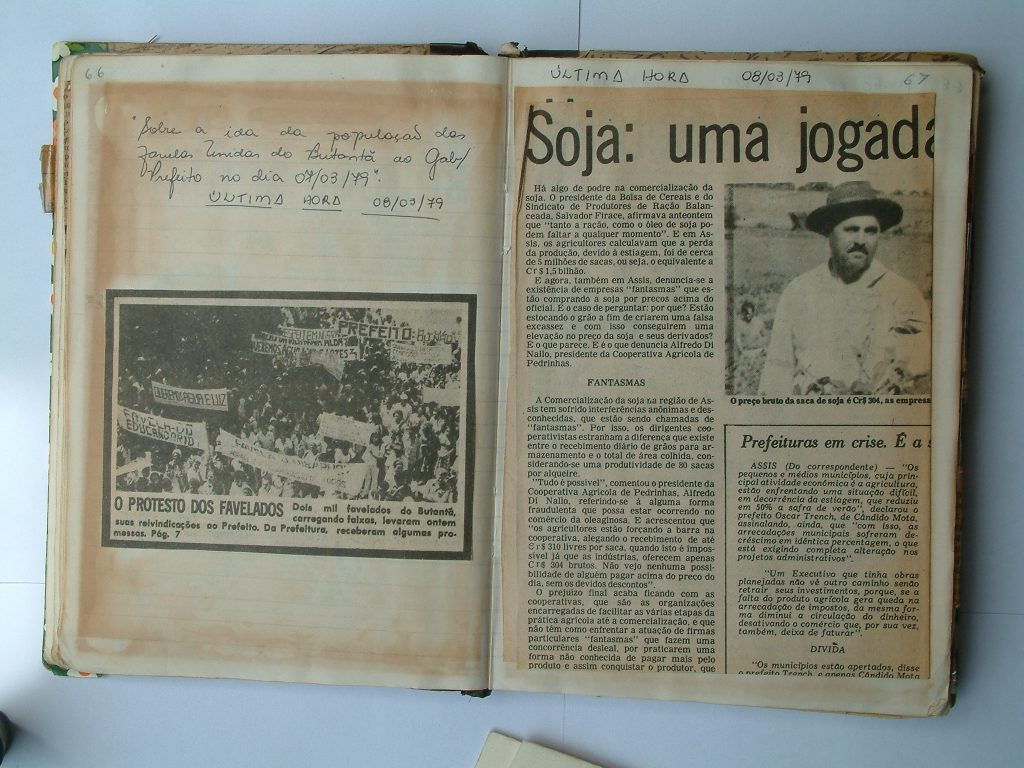 66
"Sobre a ida da população das
favelas Unidas do Butantã ao Gab/
Prefeito no dia 07/03/79".
ÚLTIMA HORA 08/03/79
PREFEITO:
QUEREMOS AGUA E LUZ
FAVELA DO
EDUCANDARIO
O PROTESTO DOS FAVELADOS Dois mil favelados do Butantã,
carregando faixas, levaram ontem
suas reivindicações ao Prefeito. Da Prefeitura, receberam algumas pro-
messas. Pág. 7
ÚLTIMA HORA 08/03/79 67
Soja: uma jogada
Há algo de podre na comercialização da
soja. O presidente da Bolsa de Cereais e do
Sindicato de Produtores de Ração Balan-
ceada, Salvador Firace, afirmava anteontem
que "tanto a ração, como o óleo de soja po-
dem faltar a qualquer momento". E em As-
sis, os agricultores calculavam que a perda
da produção, devido à estiagem, foi de cerca
de 5 milhões de sacas, ou seja, o equivalente a
Cr$ 1,5 bilhão.
E agora, também em Assis, denuncia-se a
existência de empresas "fantasmas" que es-
tão comprando a soja por precos acima do
oficial. É o caso de perguntar: por que? Estão
estocando o grão a fim de criarem uma falsa
excassez e com isso conseguirem uma
elevação no preço da soja e seus derivados?
É o que parece. E é o que denuncia Alfredo Di
Nallo, presidente da Cooperativa Agrícola de
Pedrinhas.
FANTASMAS
A Comercialização da soja na região de As-
sis tem sofrido interferências anônimas e des-
conhecidas, que estão sendo chamadas de
"fantasmas". Por isso, os dirigentes coo-
perativistas estranham a diferença que existe
entre o recebimento diário de grãos para ar-
mazenamento e o total de área colhida, con-
siderando-se uma produtividade de 80 sacas
por alqueire.
"Tudo é possível", comentou o presidente
da Cooperativa Agrícola de Pedrinhas, Alfredo
Di Nallo, referindo-se à alguma forma
fraudulenta que possa estar ocorrendo no
comércio da oleaginosa. E acrescentou que
"os agricultores estão forçando a barra na
cooperativa, alegando o recebimento de até
Cr$ 310 livres por saca, quando isto é impos-
sível já que as indústrias, oferecem apenas
Cr$ 304 brutos. Não vejo nenhuma possi-
bilidade de alguém pagar acima do preço do
dia, sem os devidos descontos".
O prejuízo final acaba ficando com as
cooperativas, que são as organizações
encarregadas de facilitar as várias etapas da
prática agrícola até a comercialização, e que
não têm como enfrentar a atuação de firmas
particulares "fantasmas" que fazem uma
concorrência desleal, por praticarem uma
forma não conhecida de pagar mais pelo
produto e assim conquistar o produtor, que
O preço bruto da saca de soja é Cr$ 304, as empresa
Prefeituras em crise. É a s
ASSIS (Do correspondente) — "Os
pequenos e médios municípios, cuja prin-
cipal atividade econômica é a agricultura,
estão enfrentando uma situação difícil,
em decorrência da estiagem, que reduziu
em 50% a safra de verão", declarou o
prefeito Oscar Trench, de Cândido Mota,
assinalando, ainda, que "com isso, as
arrecadações municipais sofreram de-
créscimo em idêntica percentagem, o que
está exigindo completa alteração nos
projetos administrativos".
"Um Executivo que tinha obras
planejadas não vê outro caminho senão
retrair seus investimentos, porque, se a
falta do produto agrícola gera queda na
arrecadação de impostos, da mesma for-
ma diminui a circulação do dinheiro,
desativando o comércio que, por sua vez,
também, deixa de faturar".
DIVIDA
"Os municípios estão apertados, disse
o prefeito Trench, e apenas Cândido Mota